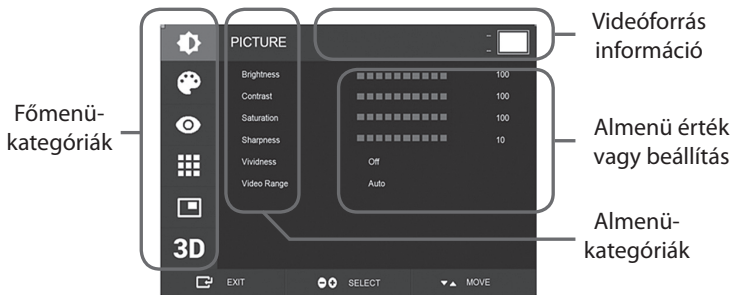 Videóforrás
információ
PICTURE
Brightness 100
Contrast 100
Saturation 100
Sharpness 10
Vividness Off
Video Range Auto
3D
EXIT SELECT MOVE
Főmenü-
kategóriák
Almenü érték
vagy beállítás
Almenü-
kategóriák